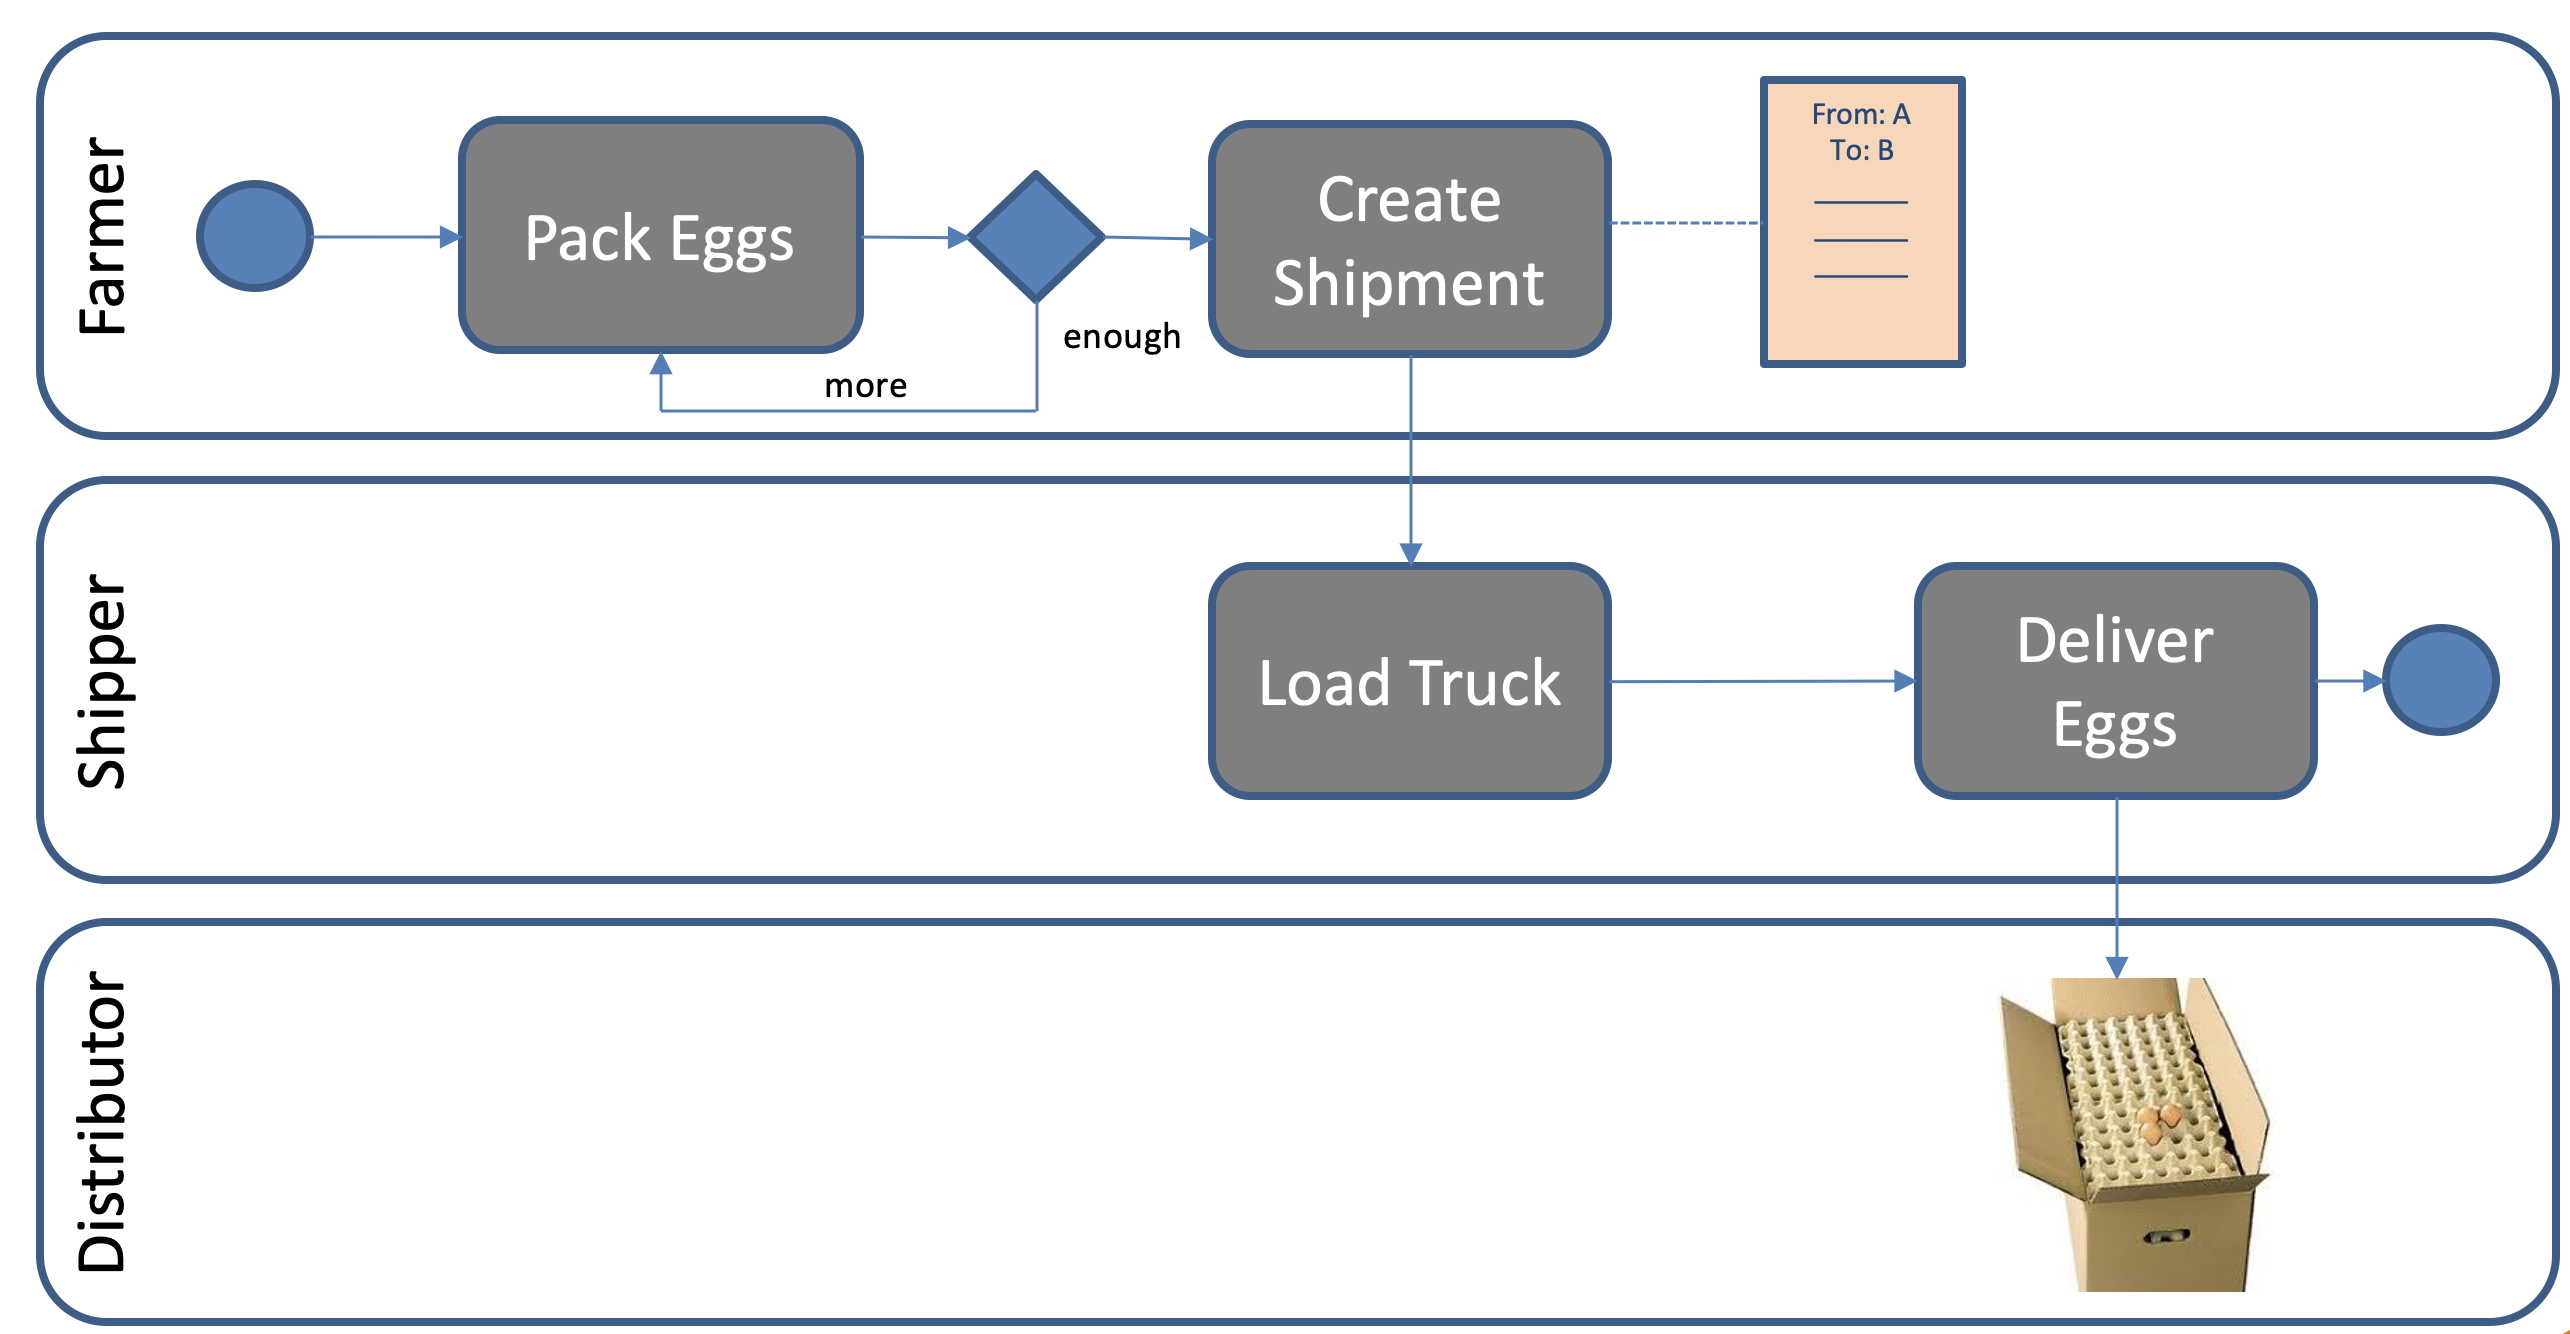 Farmer
Pack Eggs
more
enough
Create
Shipment
From: A
To: B
Shipper
Load Truck
Deliver
Eggs
Distributor